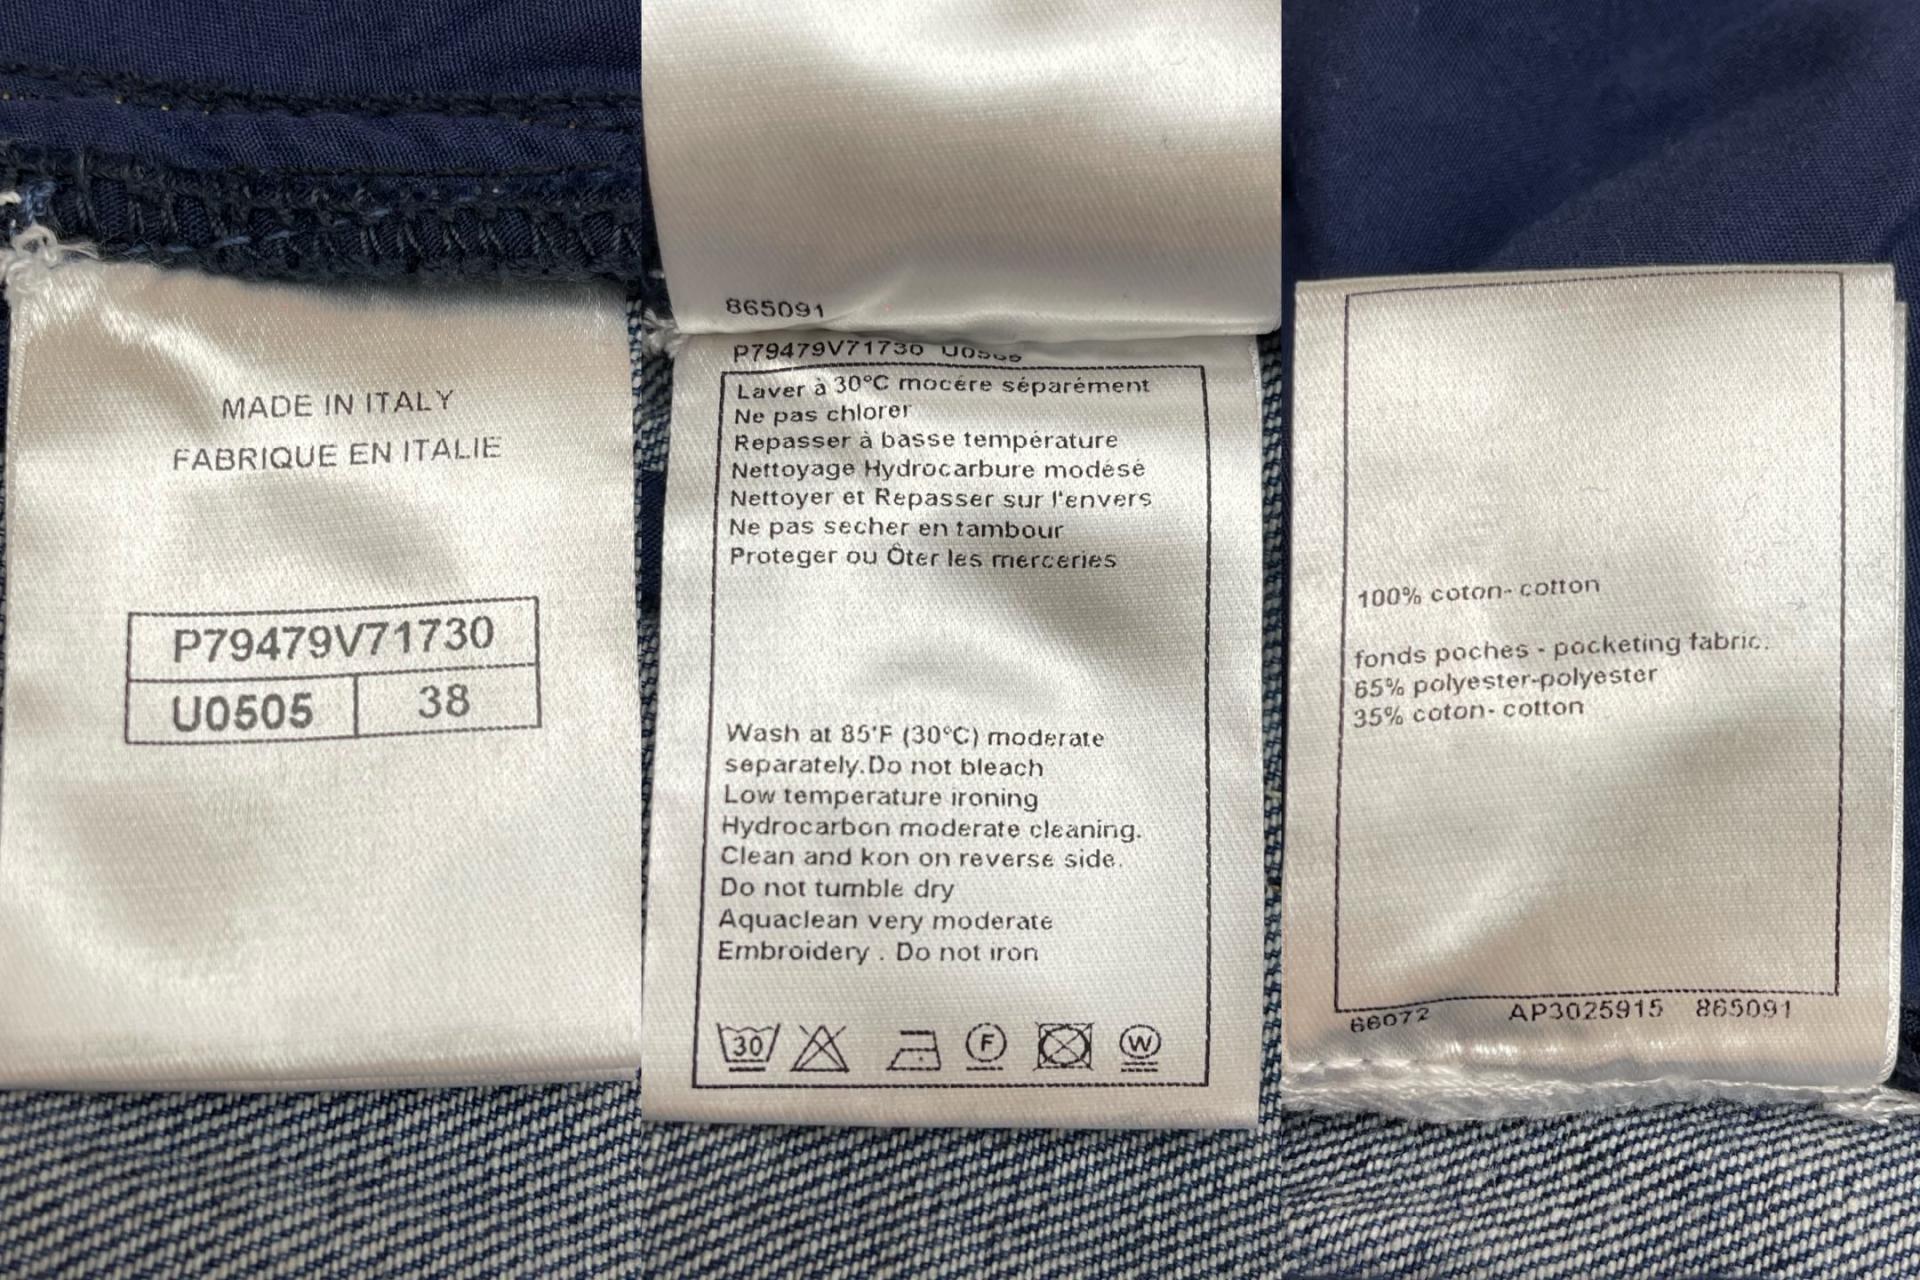 MADE IN ITALY
FABRIQUE EN ITALIE
P79479V71730
U0505 38
865091
P79479V71730 U0505
Laver à 30°C mocére séparément
Ne pas chlorer
Repasser à basse température
Nettoyage Hydrocarbure modésé
Nettoyer et Repasser sur l'envers
Ne pas secher en tambour
Proteger ou Ôter les merceries
Wash at 85°F (30°C) moderate
separately.Do not bleach
Low temperature ironing
Hydrocarbon moderate cleaning.
Clean and kon on reverse side.
Do not tumble dry
Aquaclean very moderate
Embroidery . Do not iron
30 F W
100% coton- cotton
fonds poches - pocketing fabric.
65% polyester-polyester
35% coton- cotton
66072 AP3025915 865091